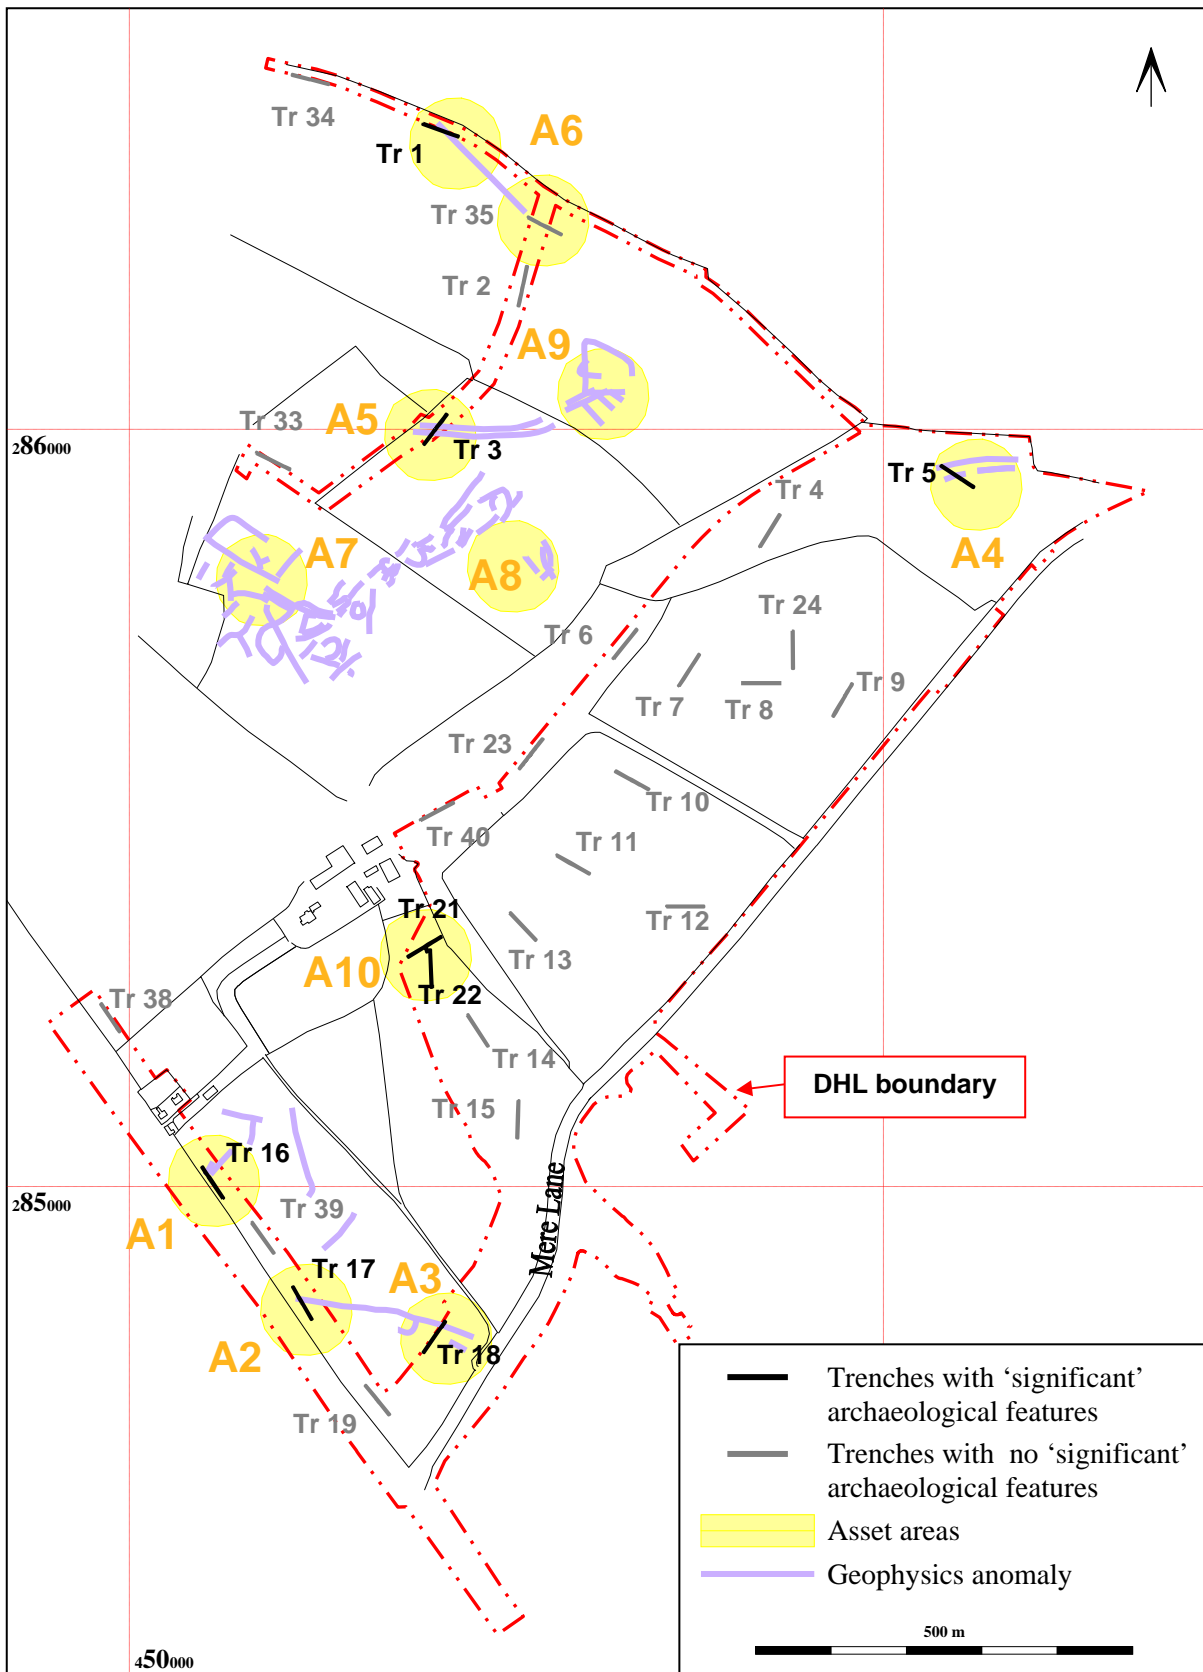 Tr 34
A6
Tr 1
Tr 35
Tr 2
A9
Tr 33
A5
Tr 3
286000
Tr 5
Tr 4
A7
A8
A4
Tr 24
Tr 6
Tr 7
Tr 8
Tr 9
Tr 23
Tr 10
Tr 40
Tr 11
Tr 21
Tr 12
Tr 13
A10
Tr 22
Tr 38
Tr 14
DHL boundary
Tr 15
Tr 16
285000
Tr 39
A1
Mere Lane
Tr 17
A3
A2
Tr 18
Tr 19
Trenches with ‘significant’
archaeological features
Trenches with no ‘significant’
archaeological features
Asset areas
Geophysics anomaly
500 m
450000